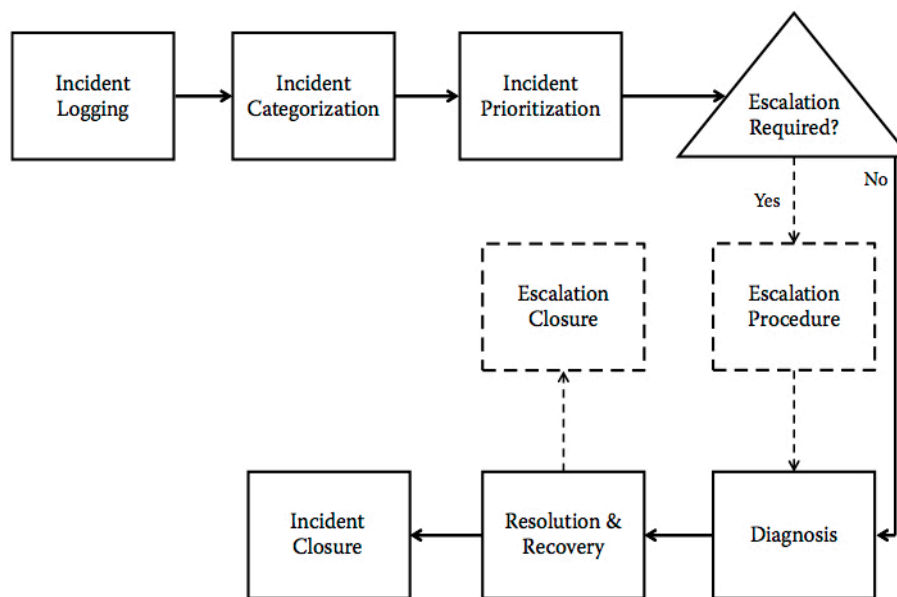 Incident
Logging
Incident
Categorization
Incident
Prioritization
Escalation
Required?
No
Yes
Escalation
Closure
Escalation
Procedure
Incident
Closure
Resolution &
Recovery
Diagnosis